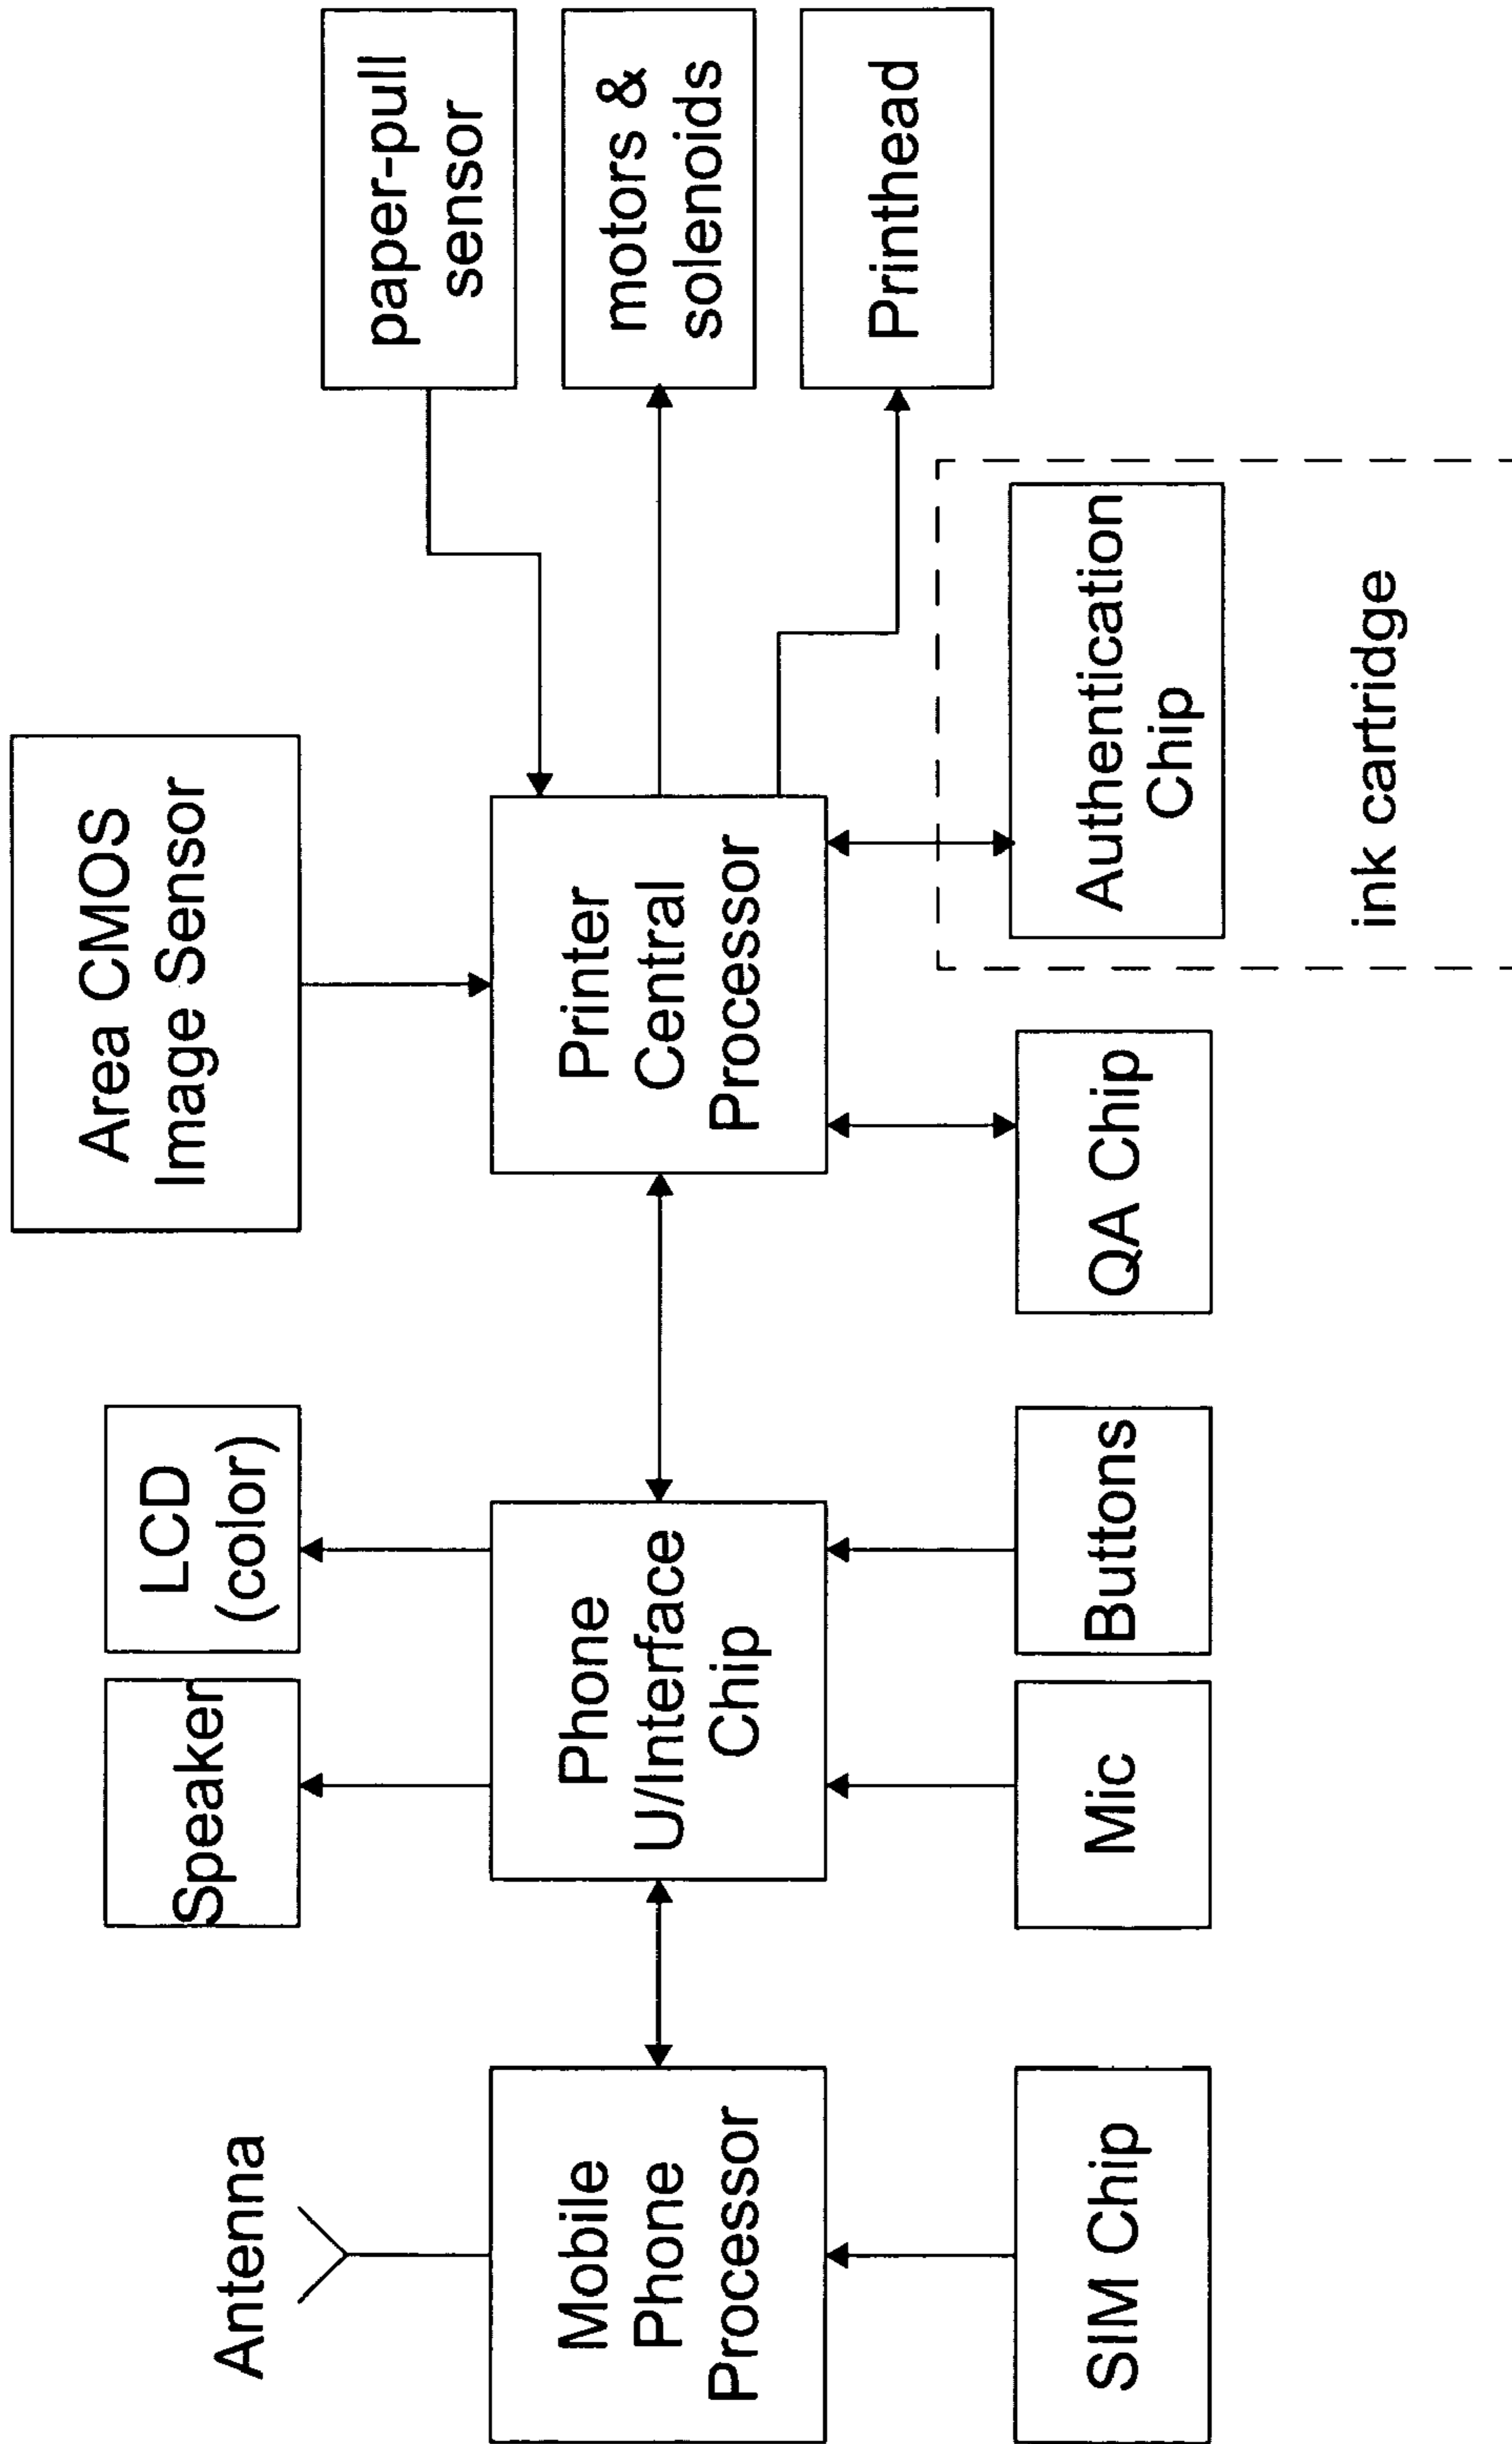 Antenna
Mobile
Phone
Processor
SIM Chip
Speaker
LCD
(color)
Phone
U/Interface
Chip
Mic
Buttons
Area CMOS
Image Sensor
Printer
Central
Processor
QA Chip
Authentication
Chip
ink cartridge
paper-pull
sensor
motors &
solenoids
Printhead